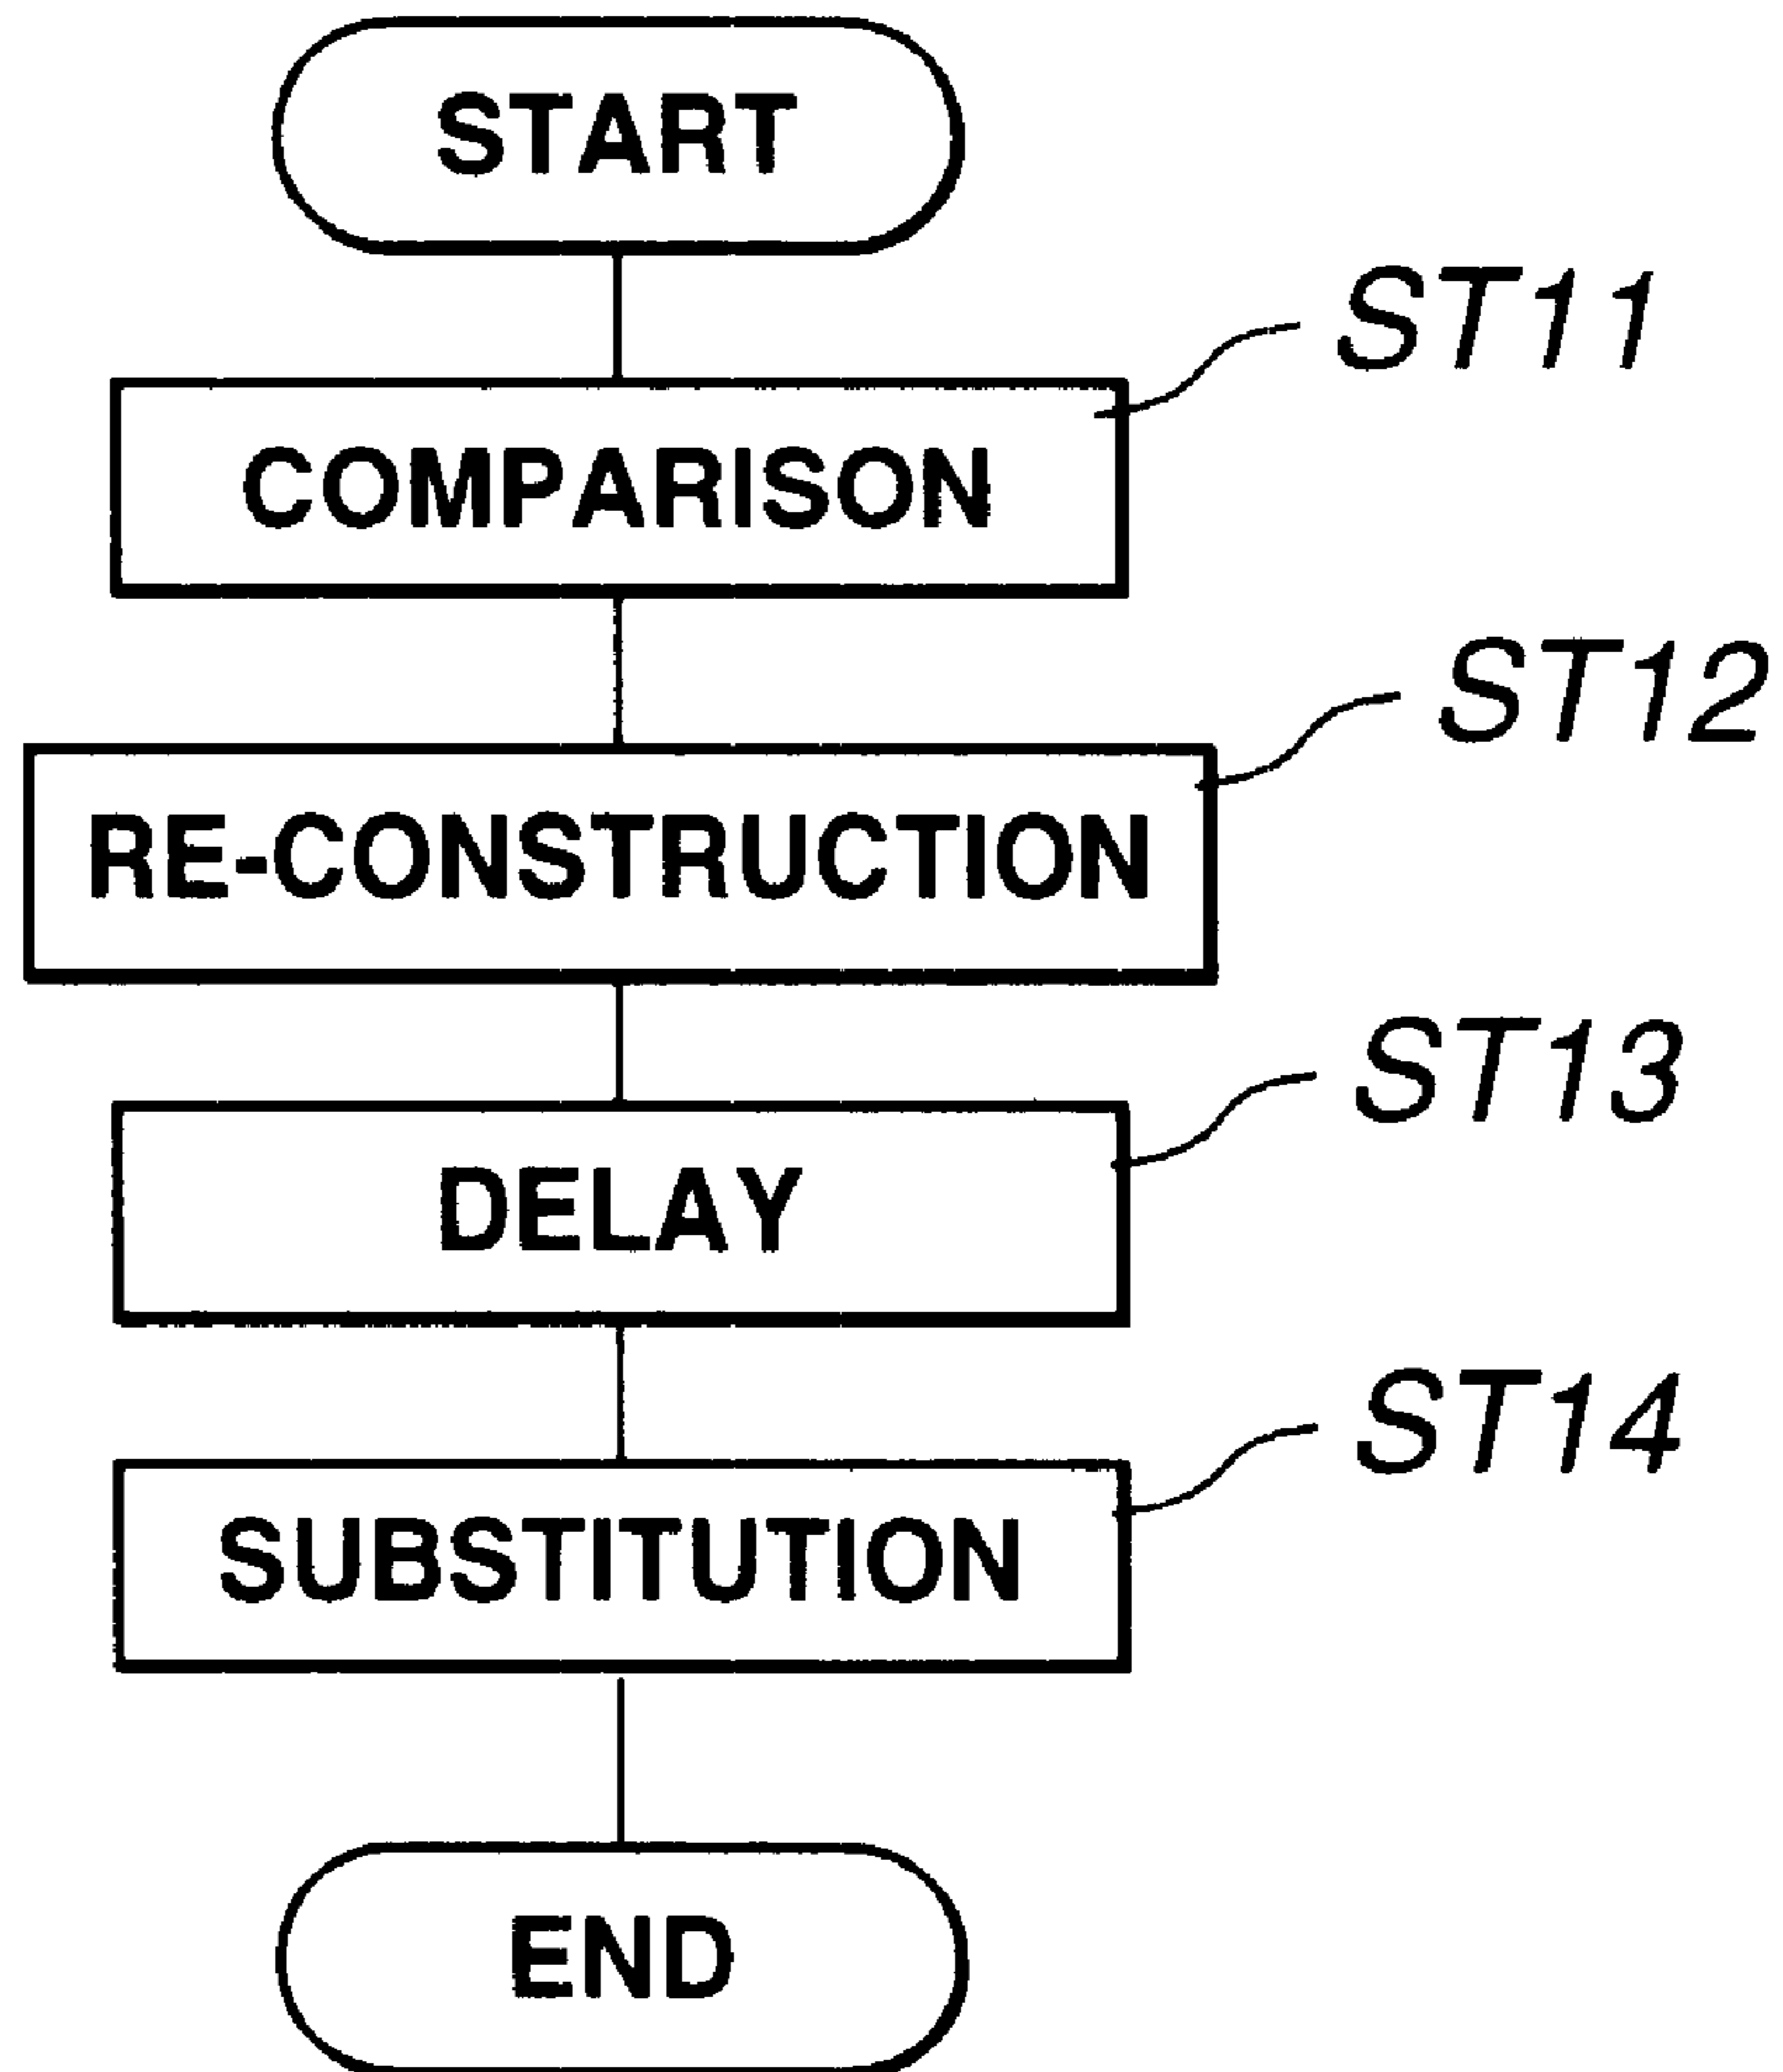 START
ST11
COMPARISON
ST12
RE-CONSTRUCTION
ST13
DELAY
ST14
SUBSTITUTION
END